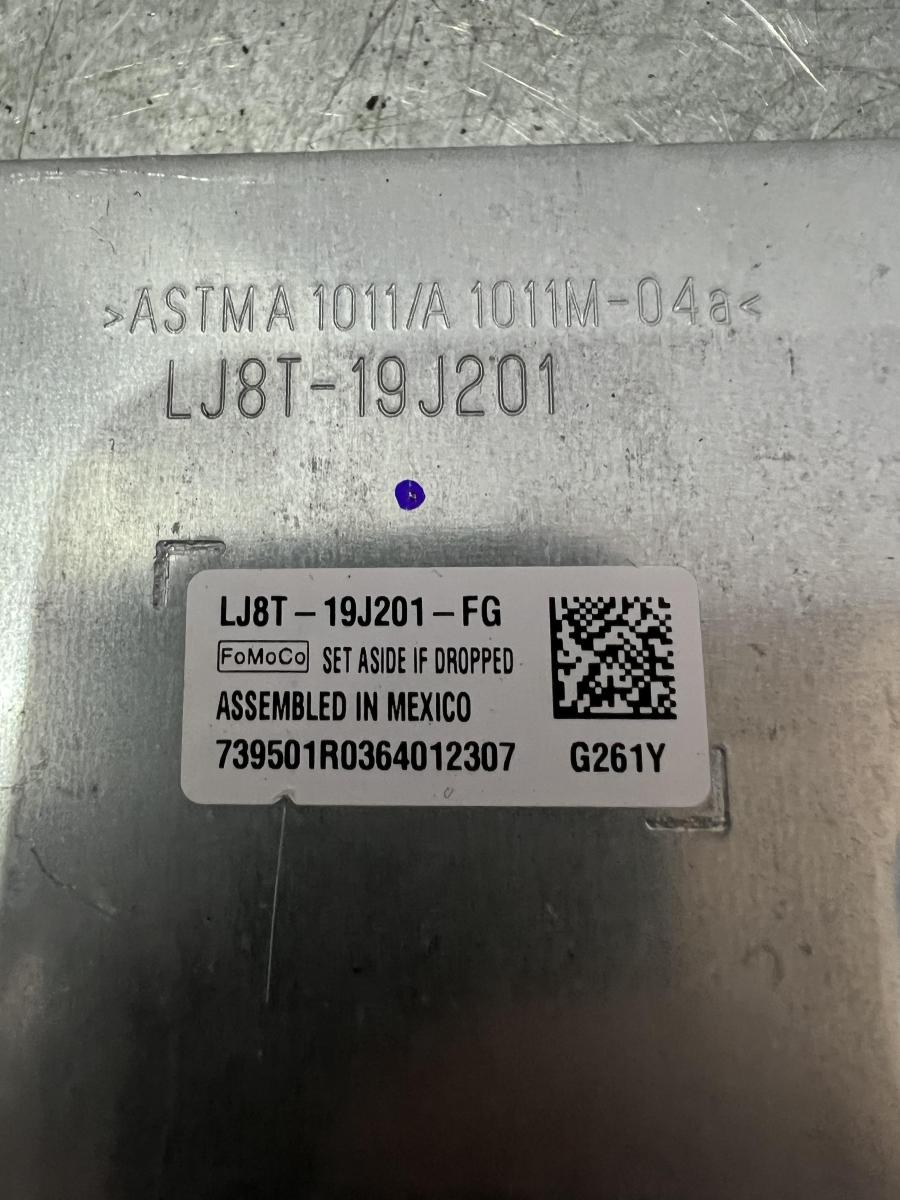 >ASTM A 1011/A 1011M-04a<
LJ8T-19J201
LJ8T-19J201-FG
FoMoCo SET ASIDE IF DROPPED
ASSEMBLED IN MEXICO
739501R0364012307 G261Y